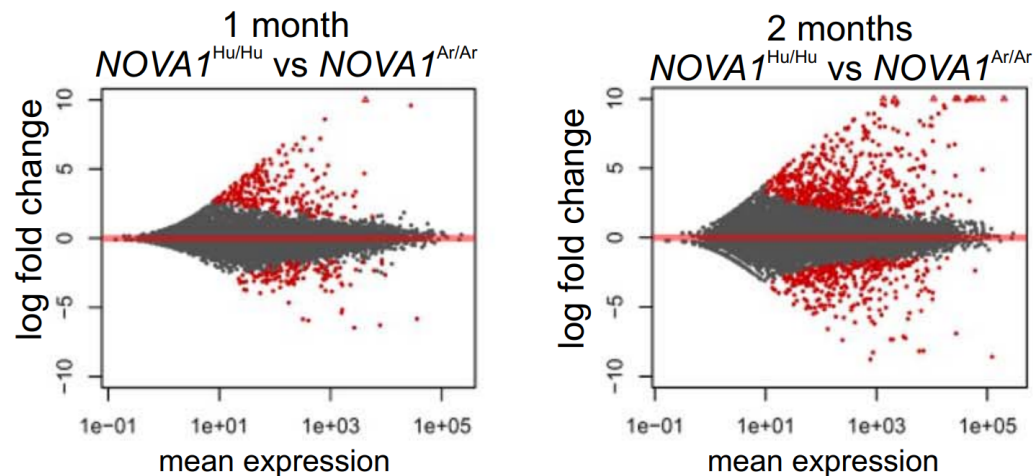 1 month
NOVA1Hu/Hu vs NOVA1Ar/Ar
log fold change
10
5
0
−5
−10
1e−01
1e+01
1e+03
1e+05
mean expression
2 months
NOVA1Hu/Hu vs NOVA1Ar/Ar
log fold change
10
5
0
−5
−10
1e−01
1e+01
1e+03
1e+05
mean expression